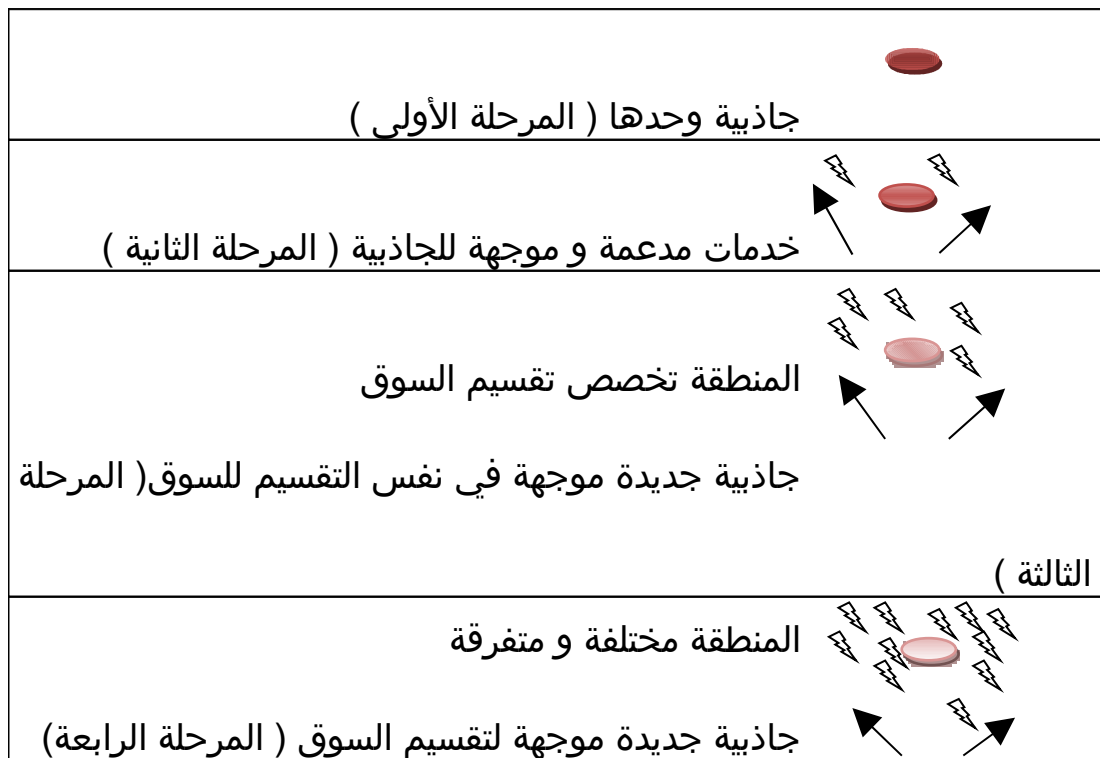 جاذبية وحدها ( المرحلة الأولى )
خدمات مدعمة و موجهة للجاذبية ( المرحلة الثانية )
المنطقة تخصص تقسيم السوق
جاذبية جديدة موجهة في نفس التقسيم للسوق( المرحلة
الثالثة )
المنطقة مختلفة و متفرقة
جاذبية جديدة موجهة لتقسيم السوق ( المرحلة الرابعة)